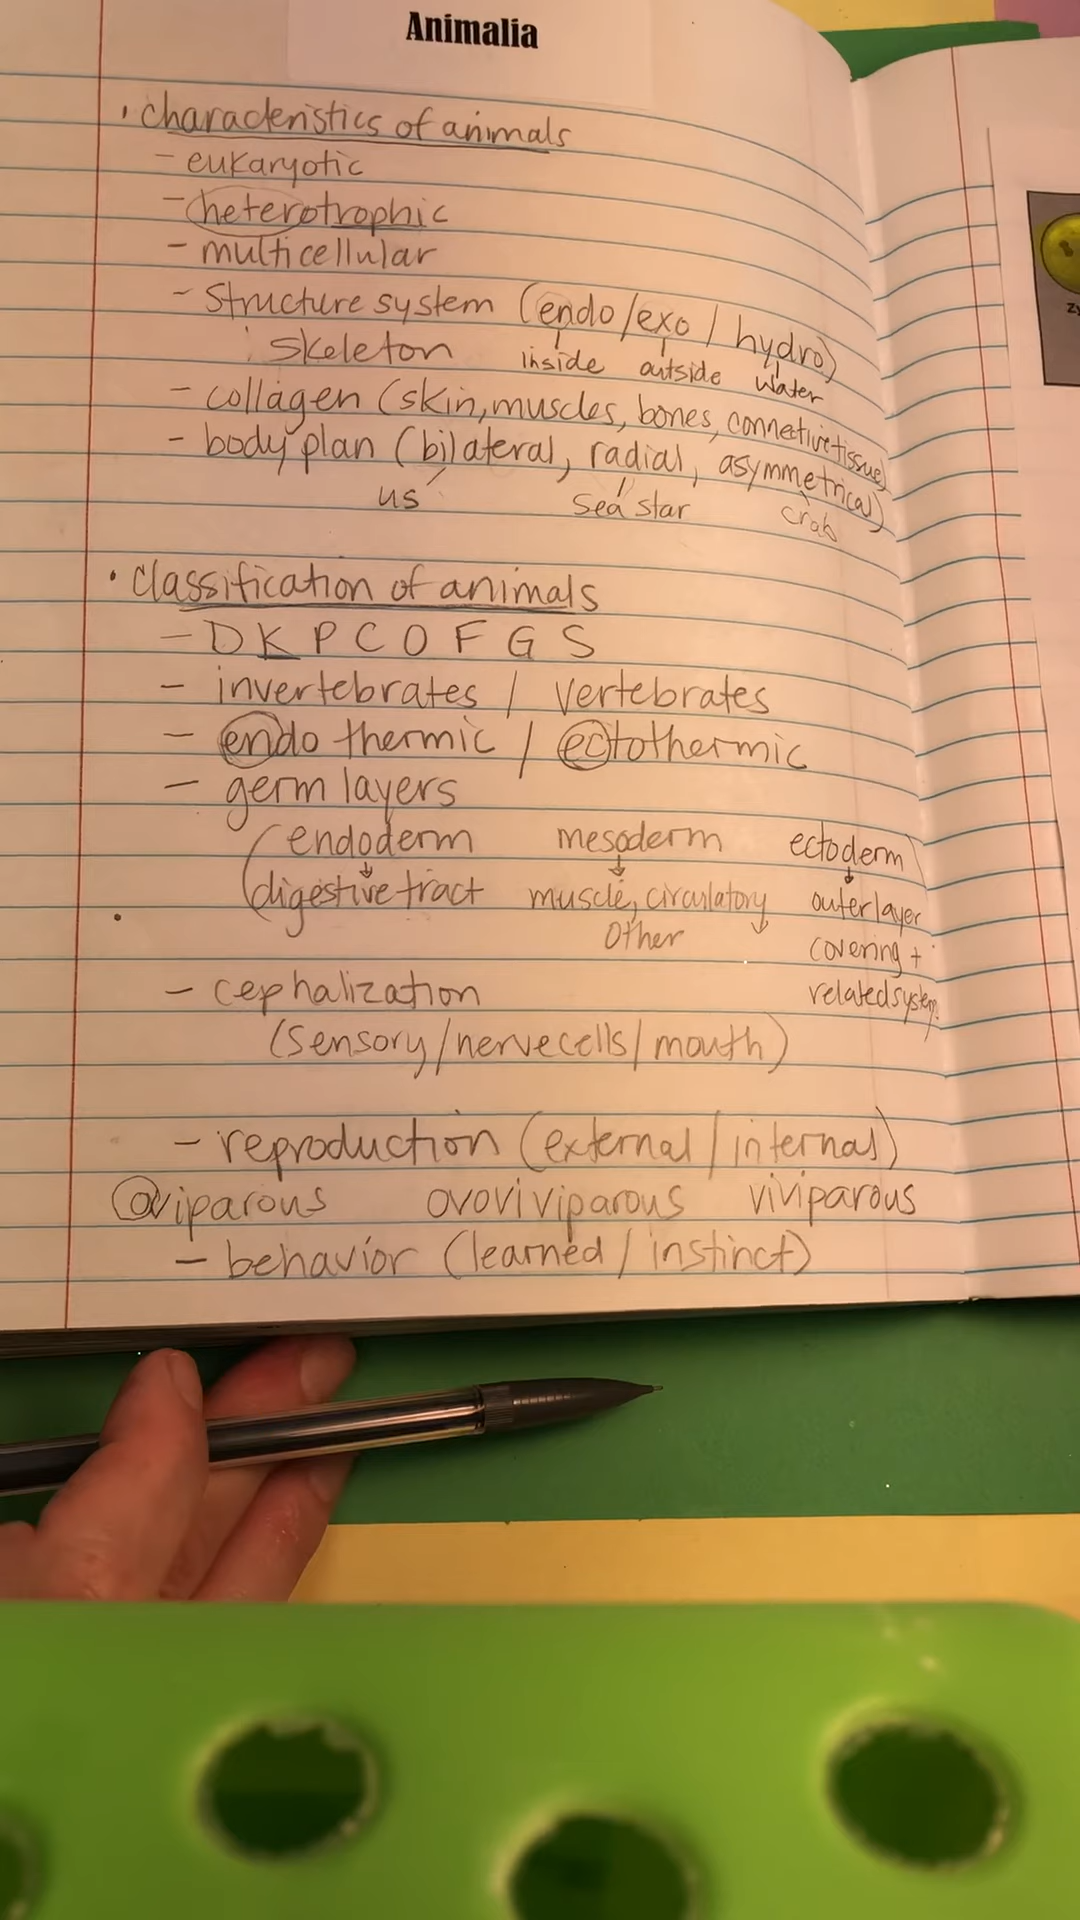 Animalia
• characteristics of animals
- eukaryotic
- heterotrophic
- multicellular
- Structure system (endo/exo / hydro)
skeleton inside outside water
- collagen (skin, muscles, bones, connective tissue)
- body plan (bilateral, radial, asymmetrical)
us sea star crab
• classification of animals
- D K P C O F G S
- invertebrates / vertebrates
- endothermic / ectothermic
- germ layers
(endoderm mesoderm ectoderm)
digestive tract muscle, circulatory outer layer
other covering +
- cephalization related system
(sensory/nerve cells/mouth)
- reproduction (external / internal)
oviparous ovoviviparous viviparous
- behavior (learned / instinct)